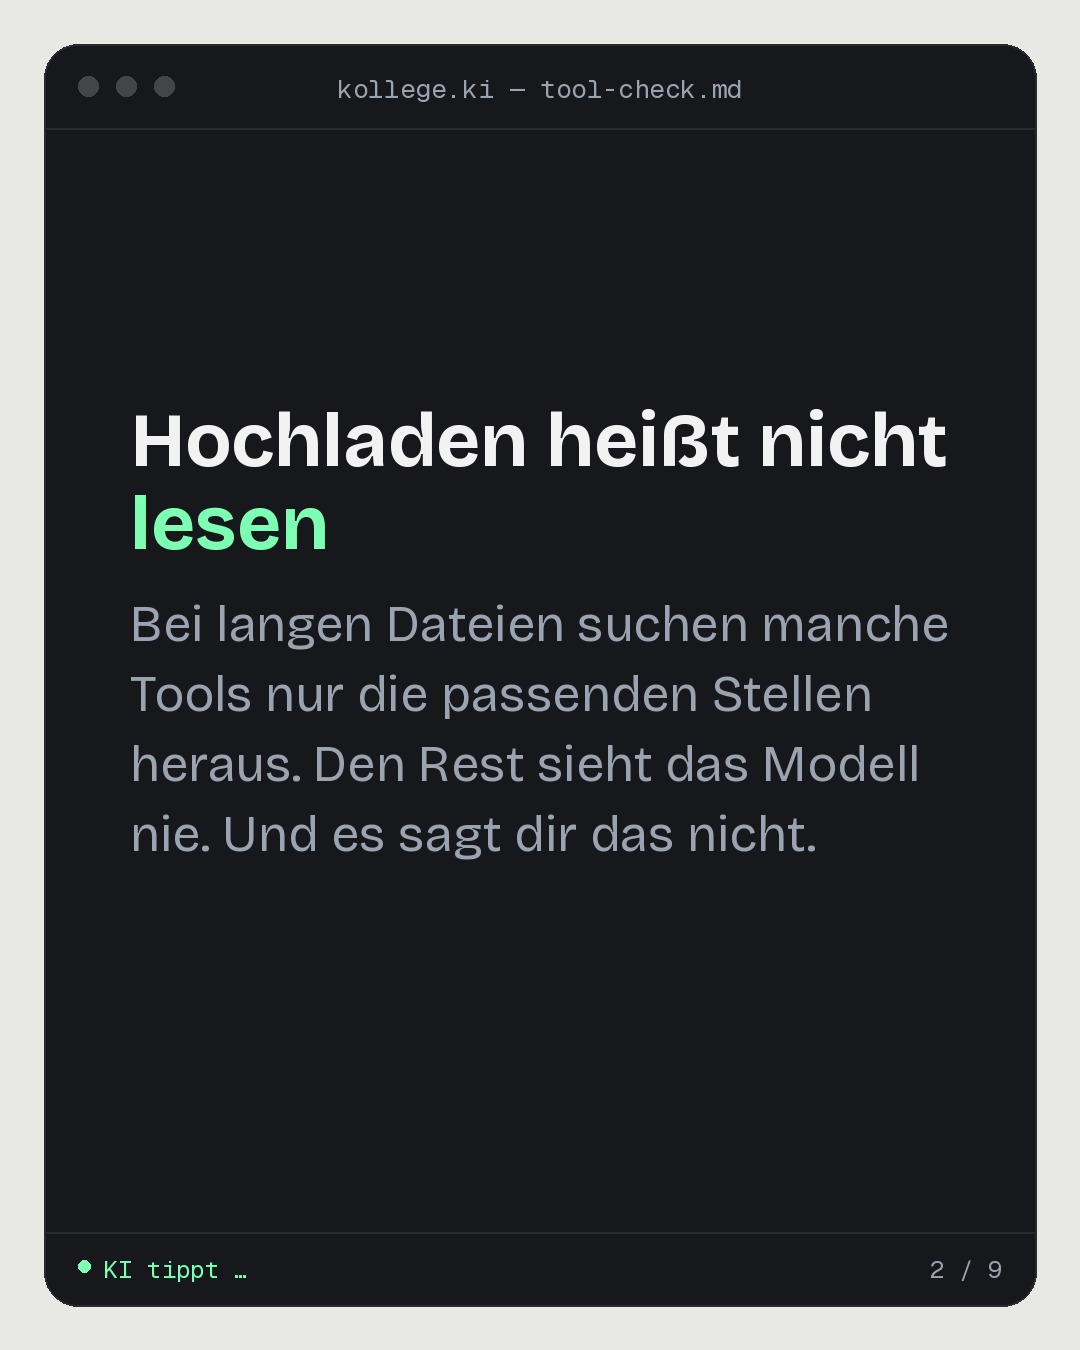 kollege.ki — tool-check.md
Hochladen heißt nicht
lesen
Bei langen Dateien suchen manche
Tools nur die passenden Stellen
heraus. Den Rest sieht das Modell
nie. Und es sagt dir das nicht.
KI tippt …
2 / 9